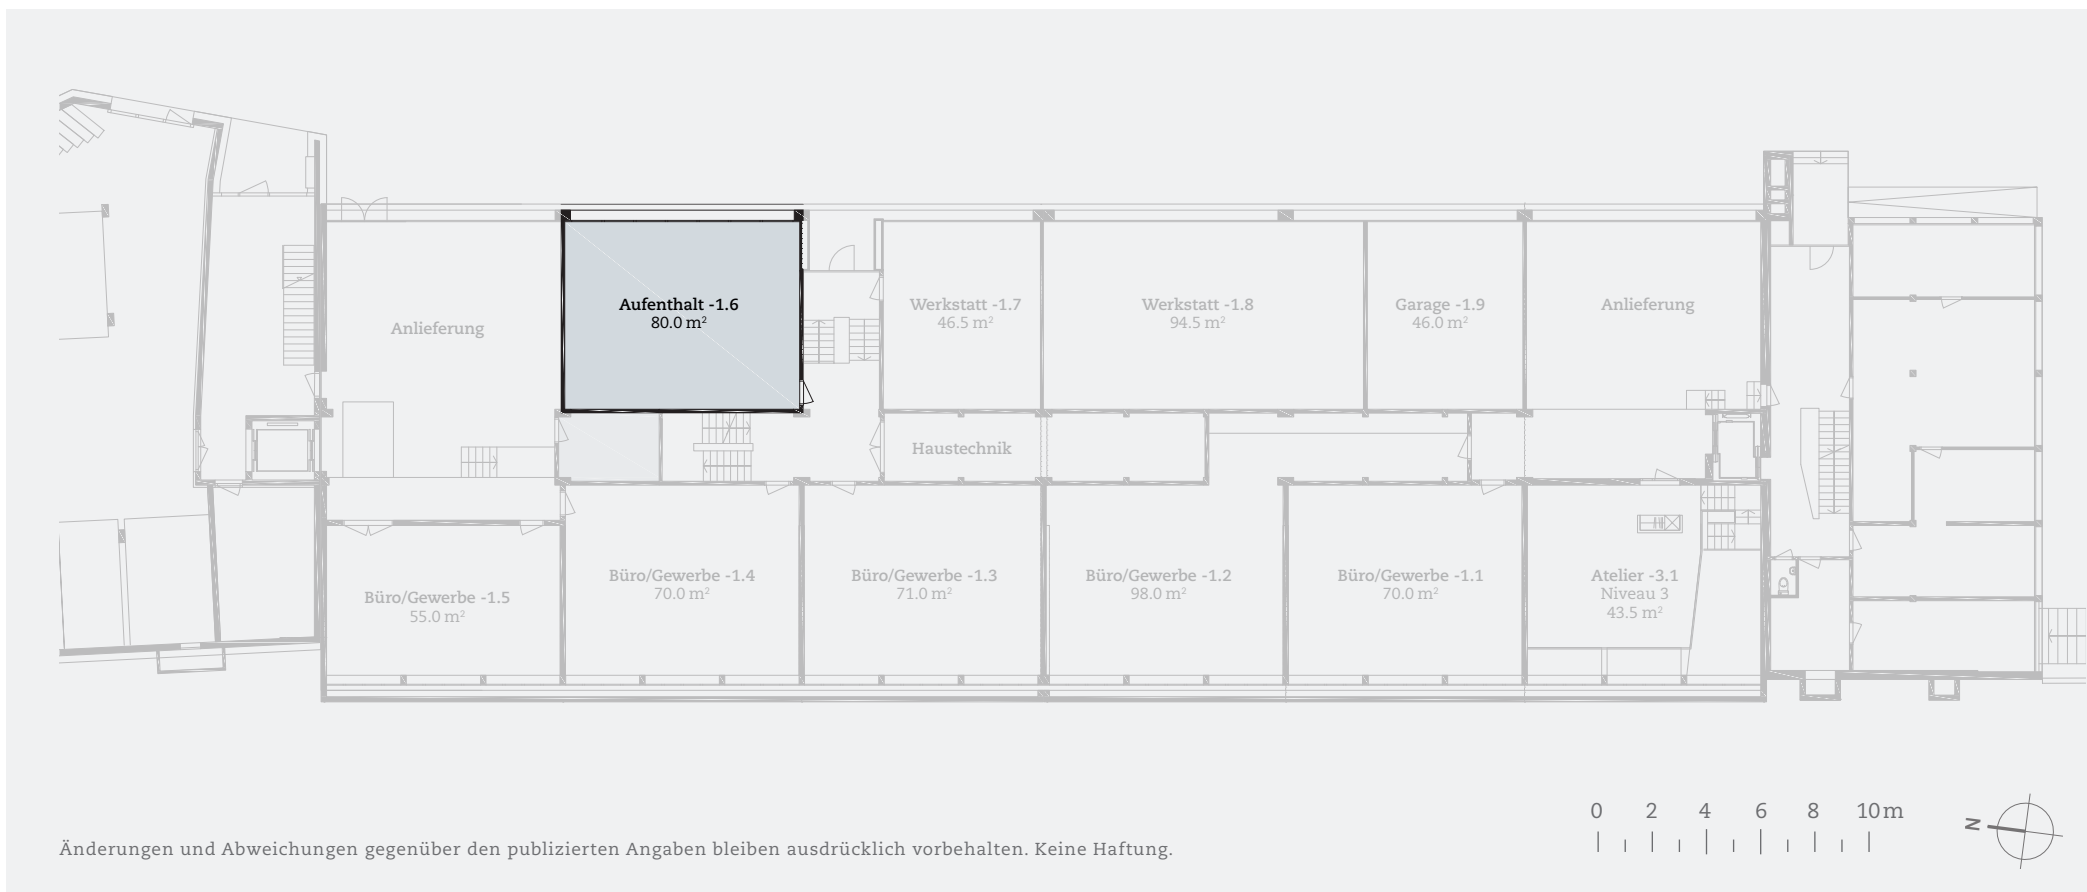 Aufenthalt -1.6
80.0 m²
Werkstatt -1.7
46.5 m²
Werkstatt -1.8
94.5 m²
Garage -1.9
46.0 m²
Anlieferung
Anlieferung
Haustechnik
Büro/Gewerbe -1.5
55.0 m²
Büro/Gewerbe -1.4
70.0 m²
Büro/Gewerbe -1.3
71.0 m²
Büro/Gewerbe -1.2
98.0 m²
Büro/Gewerbe -1.1
70.0 m²
Atelier -3.1
Niveau 3
43.5 m²
0 2 4 6 8 10 m
N
Änderungen und Abweichungen gegenüber den publizierten Angaben bleiben ausdrücklich vorbehalten. Keine Haftung.